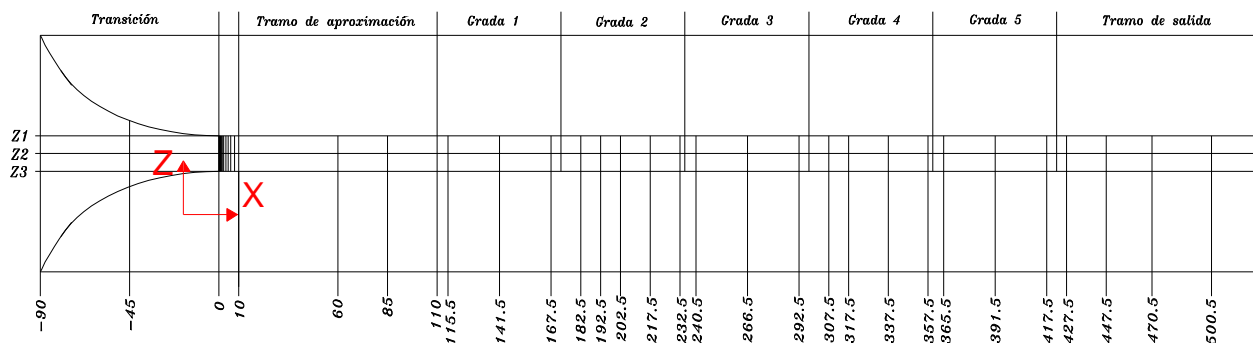 Transición Tramo de aproximación Grada 1 Grada 2 Grada 3 Grada 4 Grada 5 Tramo de salida
Z1
Z2
Z3
Z
X
-90 -45 0 10 60 85 110 115.5 141.5 167.5 182.5 192.5 202.5 217.5 232.5 240.5 266.5 292.5 307.5 317.5 337.5 357.5 365.5 391.5 417.5 427.5 447.5 470.5 500.5